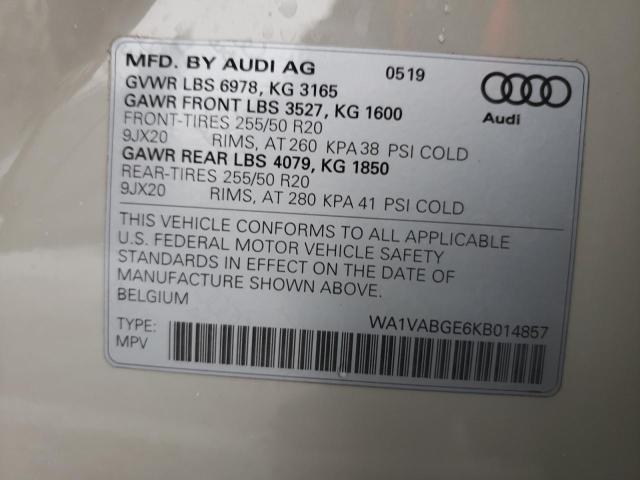 MFD. BY AUDI AG 0519
GVWR LBS 6978, KG 3165
GAWR FRONT LBS 3527, KG 1600
FRONT-TIRES 255/50 R20
9JX20 RIMS, AT 260 KPA 38 PSI COLD
GAWR REAR LBS 4079, KG 1850
REAR-TIRES 255/50 R20
9JX20 RIMS, AT 280 KPA 41 PSI COLD
Audi
THIS VEHICLE CONFORMS TO ALL APPLICABLE
U.S. FEDERAL MOTOR VEHICLE SAFETY
STANDARDS IN EFFECT ON THE DATE OF
MANUFACTURE SHOWN ABOVE.
BELGIUM
TYPE: WA1VABGE6KB014857
MPV